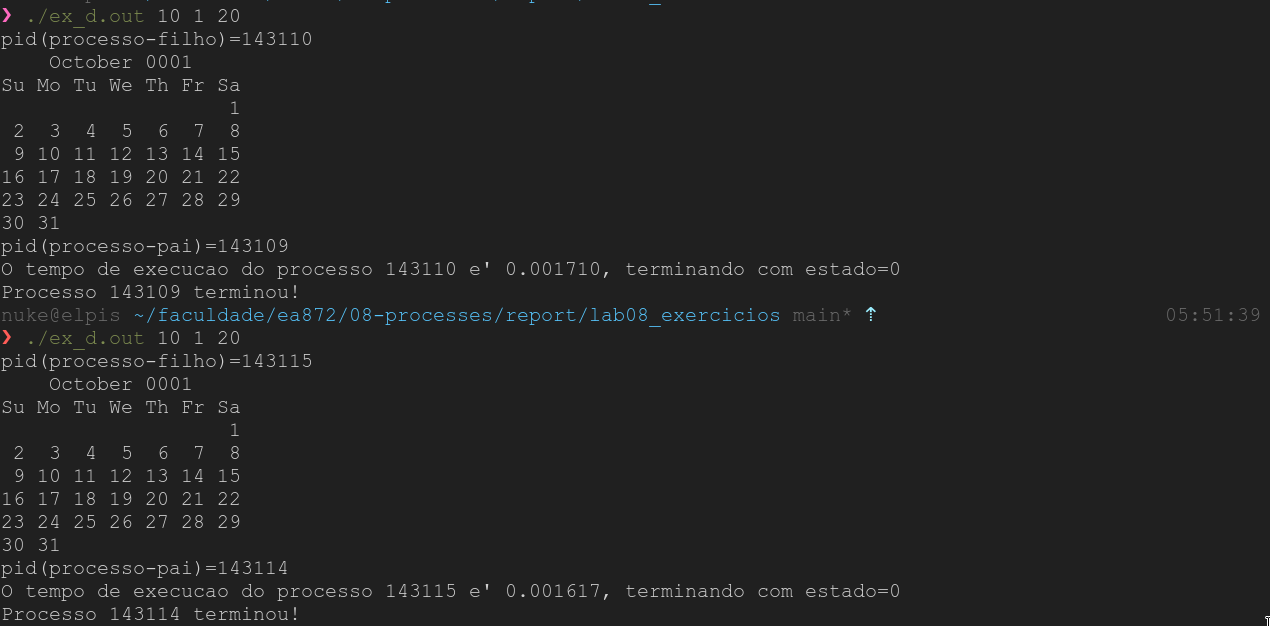 ❯ ./ex_d.out 10 1 20
pid(processo-filho)=143110
    October 0001
Su Mo Tu We Th Fr Sa
                   1
 2  3  4  5  6  7  8
 9 10 11 12 13 14 15
16 17 18 19 20 21 22
23 24 25 26 27 28 29
30 31
pid(processo-pai)=143109
O tempo de execucao do processo 143110 e' 0.001710, terminando com estado=0
Processo 143109 terminou!
nuke@elpis ~/faculdade/ea872/08-processes/report/lab08_exercicios main* ⇡ 05:51:39
❯ ./ex_d.out 10 1 20
pid(processo-filho)=143115
    October 0001
Su Mo Tu We Th Fr Sa
                   1
 2  3  4  5  6  7  8
 9 10 11 12 13 14 15
16 17 18 19 20 21 22
23 24 25 26 27 28 29
30 31
pid(processo-pai)=143114
O tempo de execucao do processo 143115 e' 0.001617, terminando com estado=0
Processo 143114 terminou!